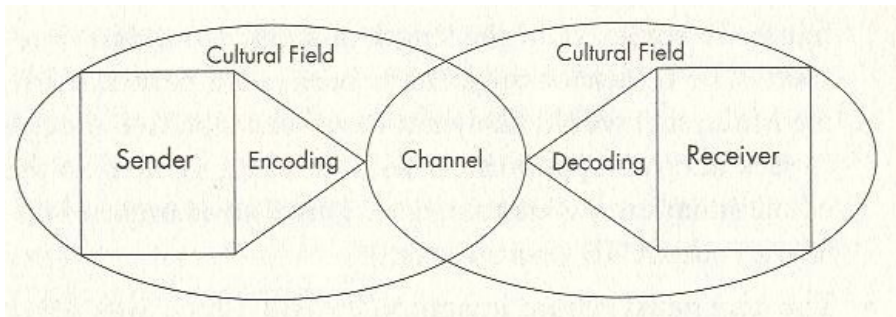 Cultural Field
Cultural Field
Sender
Encoding
Channel
Decoding
Receiver